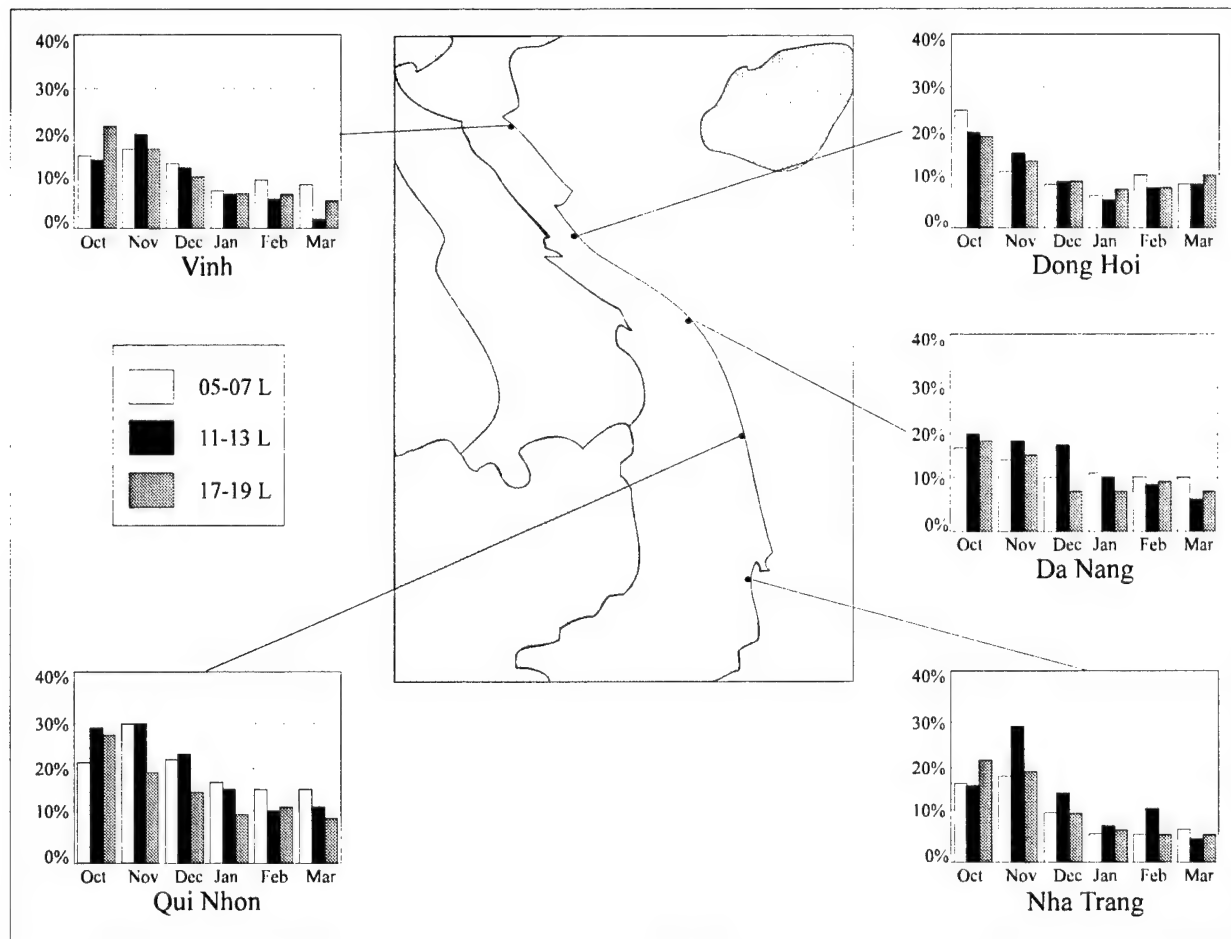 40%
30%
20%
10%
0%
Oct Nov Dec Jan Feb Mar
Vinh
40%
30%
20%
10%
0%
Oct Nov Dec Jan Feb Mar
Dong Hoi
05-07 L
11-13 L
17-19 L
40%
30%
20%
10%
0%
Oct Nov Dec Jan Feb Mar
Da Nang
40%
30%
20%
10%
0%
Oct Nov Dec Jan Feb Mar
Qui Nhon
40%
30%
20%
10%
0%
Oct Nov Dec Jan Feb Mar
Nha Trang